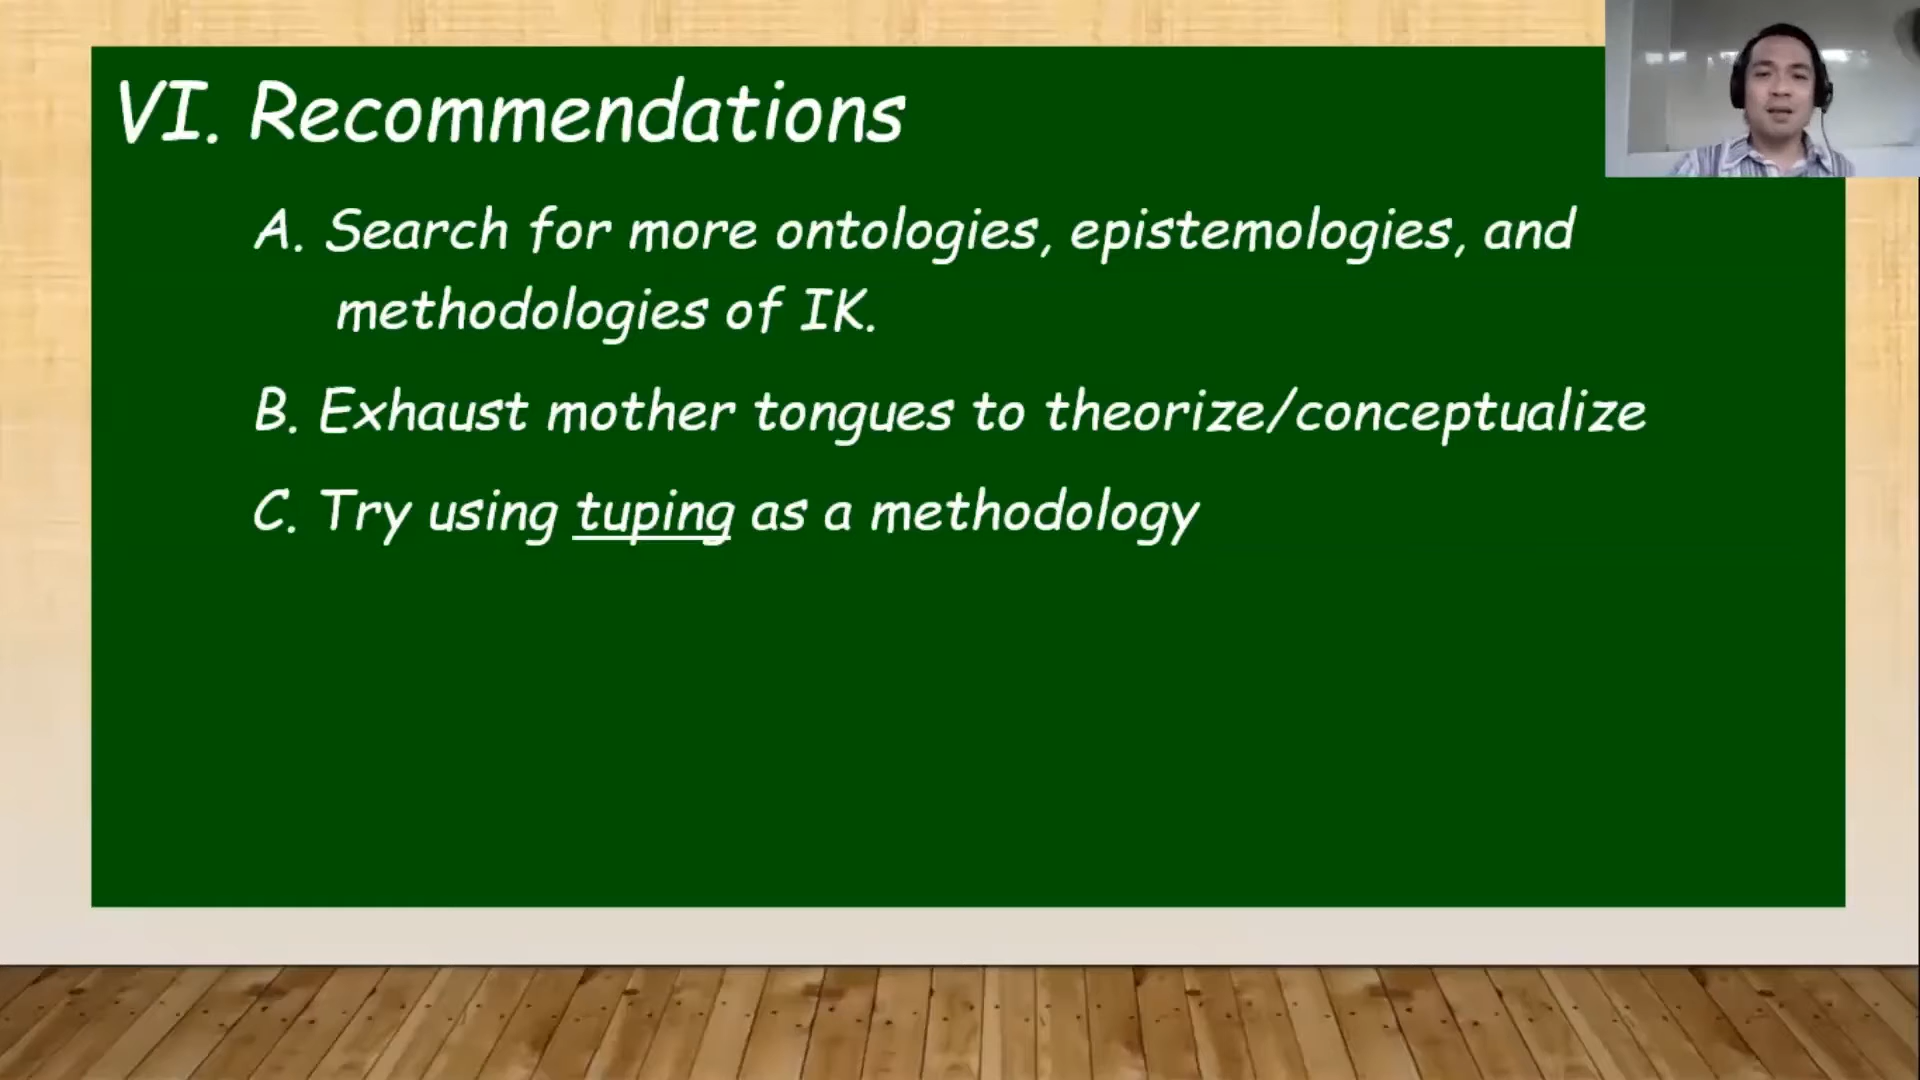 VI. Recommendations
A. Search for more ontologies, epistemologies, and
methodologies of IK.
B. Exhaust mother tongues to theorize/conceptualize
C. Try using tuping as a methodology